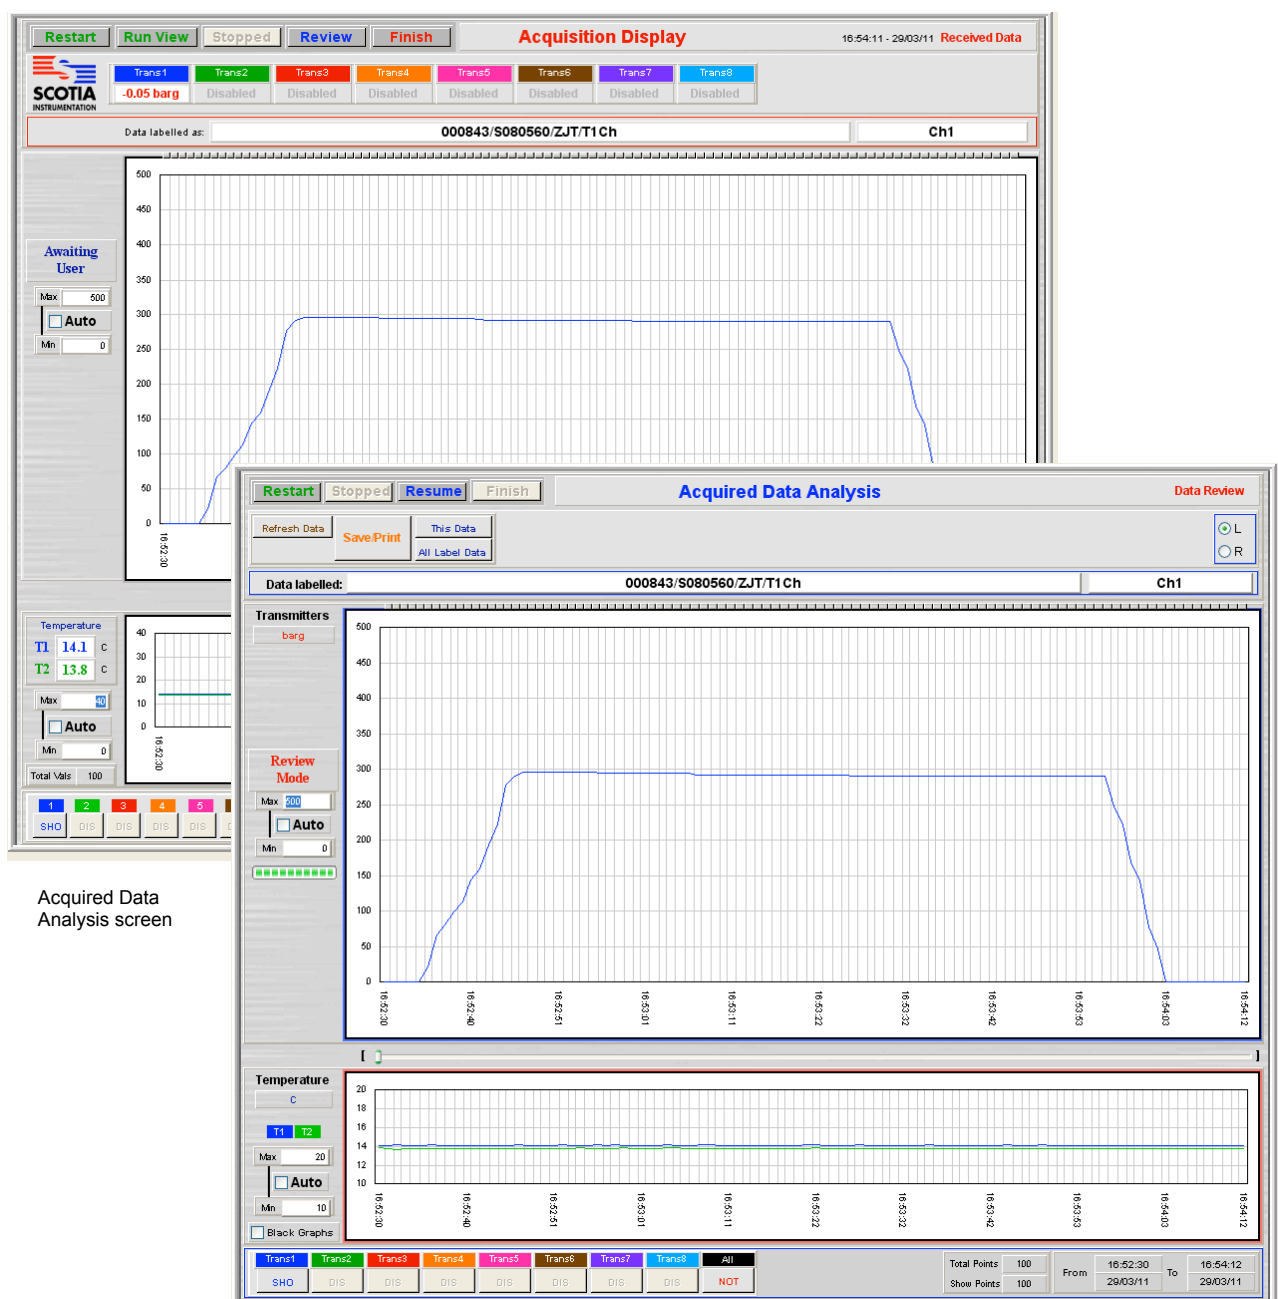 Restart Run View Stopped Review Finish Acquisition Display 16:54:11 - 29/03/11 Received Data
SCOTIA
INSTRUMENTATION
Trans1 Trans2 Trans3 Trans4 Trans5 Trans6 Trans7 Trans8
-0.05 barg Disabled Disabled Disabled Disabled Disabled Disabled Disabled
Data labelled as: 000843/S080560/ZJT/T1Ch Ch1
Awaiting
User
Max 500
Auto
Min 0
500
450
400
350
300
250
200
150
100
50
0
16:52:30
Temperature
T1 14.1 C
T2 13.8 C
Max 40
Auto
Min 0
Total Vals 100
40
30
20
10
0
16:52:30
1 2 3 4 5
SHO DIS DIS DIS DIS
Acquired Data
Analysis screen
Restart Stopped Resume Finish Acquired Data Analysis Data Review
Refresh Data Save/Print This Data
All Label Data
L
R
Data labelled: 000843/S080560/ZJT/T1Ch Ch1
Transmitters
barg
Review
Mode
Max 500
Auto
Min 0
500
450
400
350
300
250
200
150
100
50
0
16:52:30 16:52:40 16:52:51 16:53:01 16:53:11 16:53:22 16:53:32 16:53:42 16:53:53 16:54:03 16:54:12
[ ]
Temperature
C
T1 T2
Max 20
Auto
Min 10
Black Graphs
20
18
16
14
12
10
16:52:30 16:52:40 16:52:51 16:53:01 16:53:11 16:53:22 16:53:32 16:53:42 16:53:53 16:54:03 16:54:12
Trans1 Trans2 Trans3 Trans4 Trans5 Trans6 Trans7 Trans8 All
SHO DIS DIS DIS DIS DIS DIS DIS NOT
Total Points 100
Show Points 100
From 16:52:30 To 16:54:12
29/03/11 29/03/11